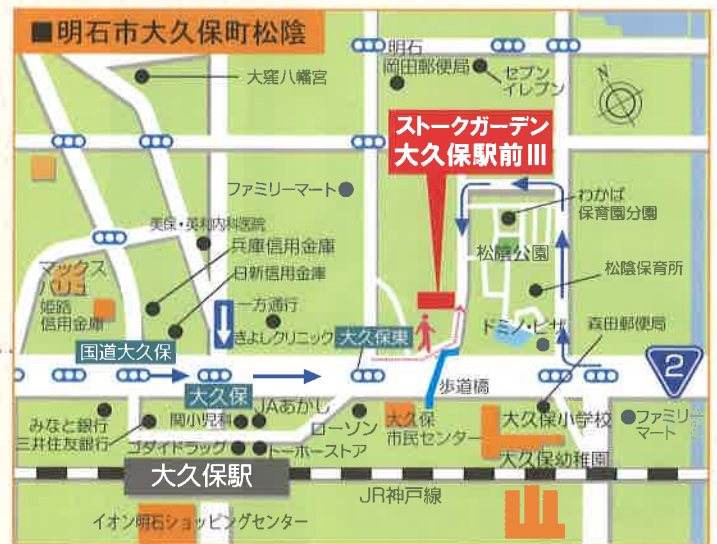 ■明石市大久保町松陰
明石
岡田郵便局
セブン
イレブン
大窪八幡宮
N
ストークガーデン
大久保駅前Ⅲ
ファミリーマート
わかば
保育園分園
美保・英利内科医院
兵庫信用金庫
日新信用金庫
松陰公園
松陰保育所
マックス
バリュ
姫路
信用金庫
一方通行
きよしクリニック
大久保東
ドミノ・ピザ
森田郵便局
国道大久保
2
大久保
歩道橋
みなと銀行
三井住友銀行
関小児科
JAあかし
ローソン
大久保
市民センター
大久保小学校
ファミリー
マート
ゴダイドラッグ
トーホーストア
大久保幼稚園
大久保駅
JR神戸線
イオン明石ショッピングセンター